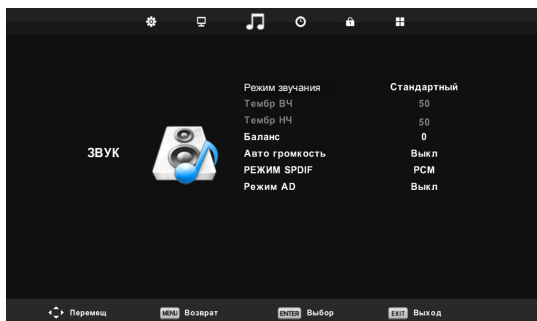 Режим звучания Стандартный
Тембр ВЧ 50
Тембр НЧ 50
Баланс 0
ЗВУК
Авто громкость Выкл
РЕЖИМ SPDIF PCM
Режим AD Выкл
Перемещ MENU Возврат ENTER Выбор EXIT Выход